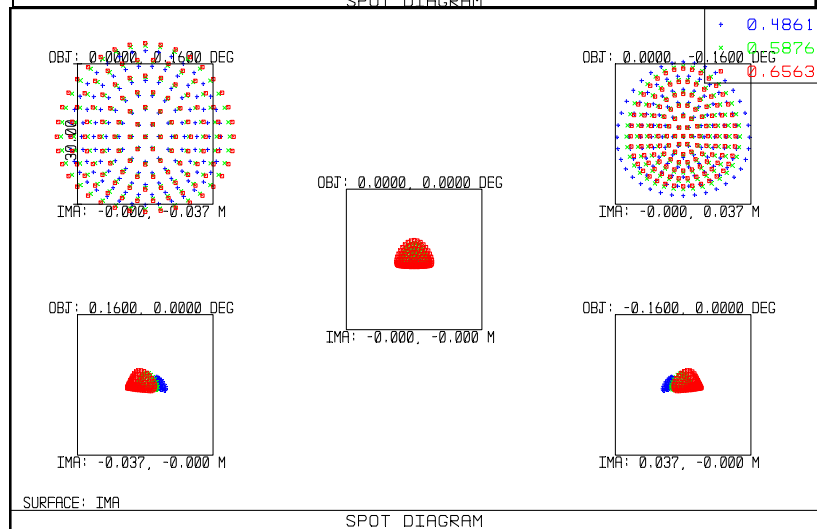 SPOT DIAGRAM
+ 0.4861
× 0.5876
0.6563
OBJ: 0.0000, 0.1600 DEG
30.00
IMA: -0.000, -0.037 M
OBJ: 0.0000, -0.1600 DEG
IMA: -0.000, 0.037 M
OBJ: 0.0000, 0.0000 DEG
IMA: -0.000, -0.000 M
OBJ: 0.1600, 0.0000 DEG
IMA: -0.037, -0.000 M
OBJ: -0.1600, 0.0000 DEG
IMA: 0.037, -0.000 M
SURFACE: IMA
SPOT DIAGRAM